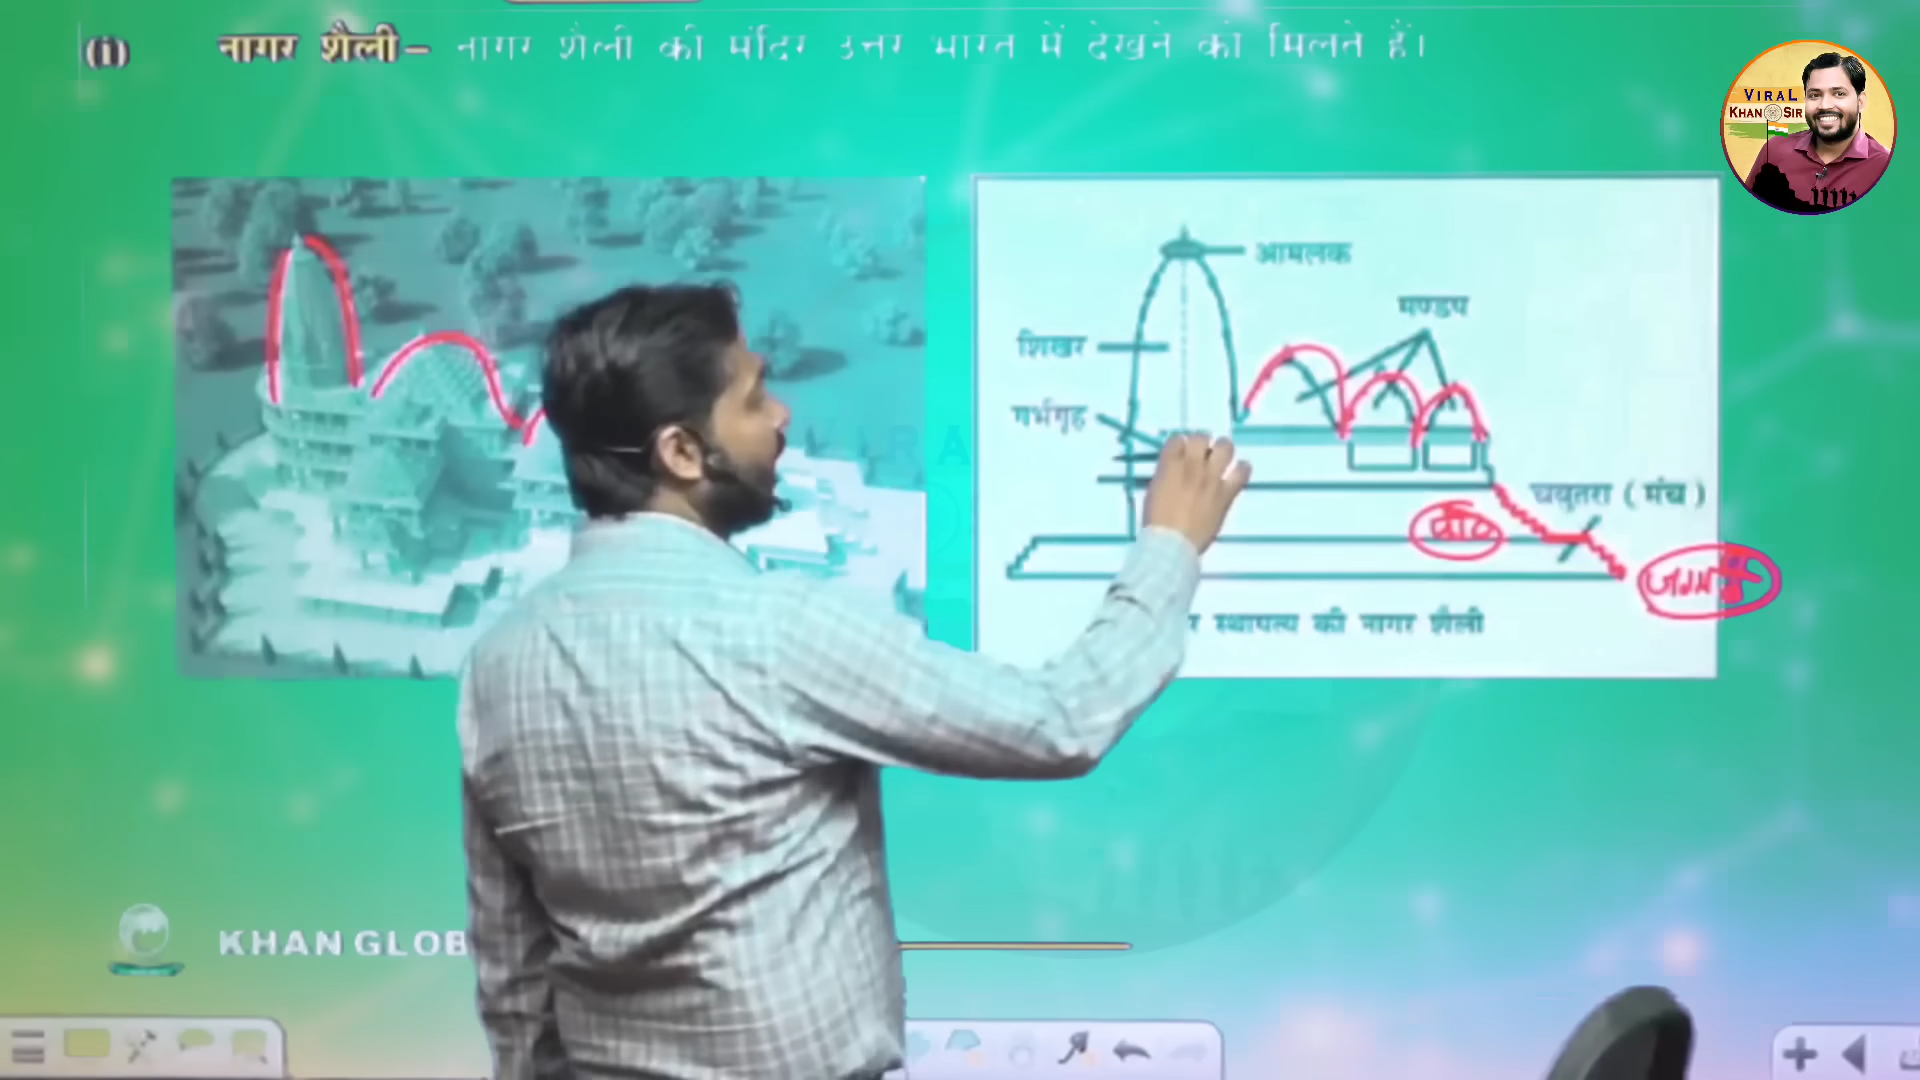 (i) नागर शैली – नागर शैली की मंदिर उत्तर भारत में देखने को मिलते हैं।
VIRAL
KHAN SIR
आमलक
मण्डप
शिखर
गर्भगृह
चबुतरा ( मंच )
स्थापत्य की नागर शैली
KHAN GLOB